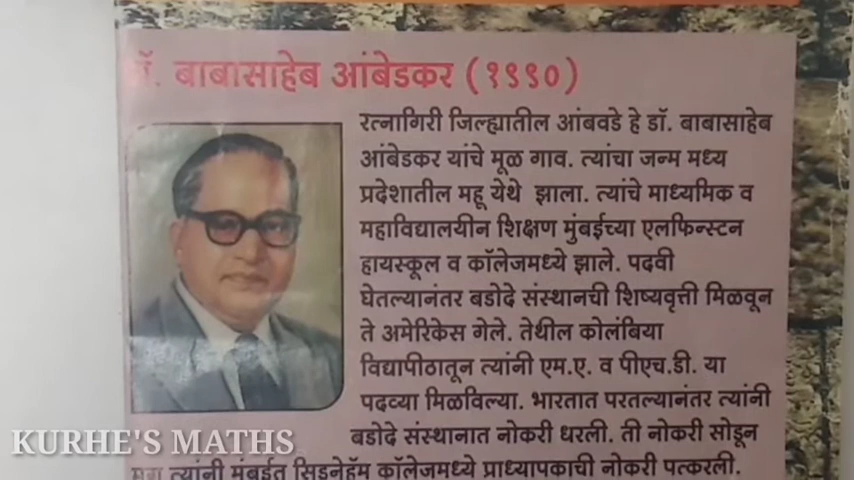 डॉ. बाबासाहेब आंबेडकर (१९९०)
रत्नागिरी जिल्ह्यातील आंबवडे हे डॉ. बाबासाहेब
आंबेडकर यांचे मूळ गाव. त्यांचा जन्म मध्य
प्रदेशातील महू येथे झाला. त्यांचे माध्यमिक व
महाविद्यालयीन शिक्षण मुंबईच्या एलफिन्स्टन
हायस्कूल व कॉलेजमध्ये झाले. पदवी
घेतल्यानंतर बडोदे संस्थानची शिष्यवृत्ती मिळवून
ते अमेरिकेस गेले. तेथील कोलंबिया
विद्यापीठातून त्यांनी एम.ए. व पीएच.डी. या
पदव्या मिळविल्या. भारतात परतल्यानंतर त्यांनी
बडोदे संस्थानात नोकरी धरली. ती नोकरी सोडून
मग त्यांनी मुंबईत सिडनेहॅम कॉलेजमध्ये प्राध्यापकाची नोकरी पत्करली.
KURHE'S MATHS